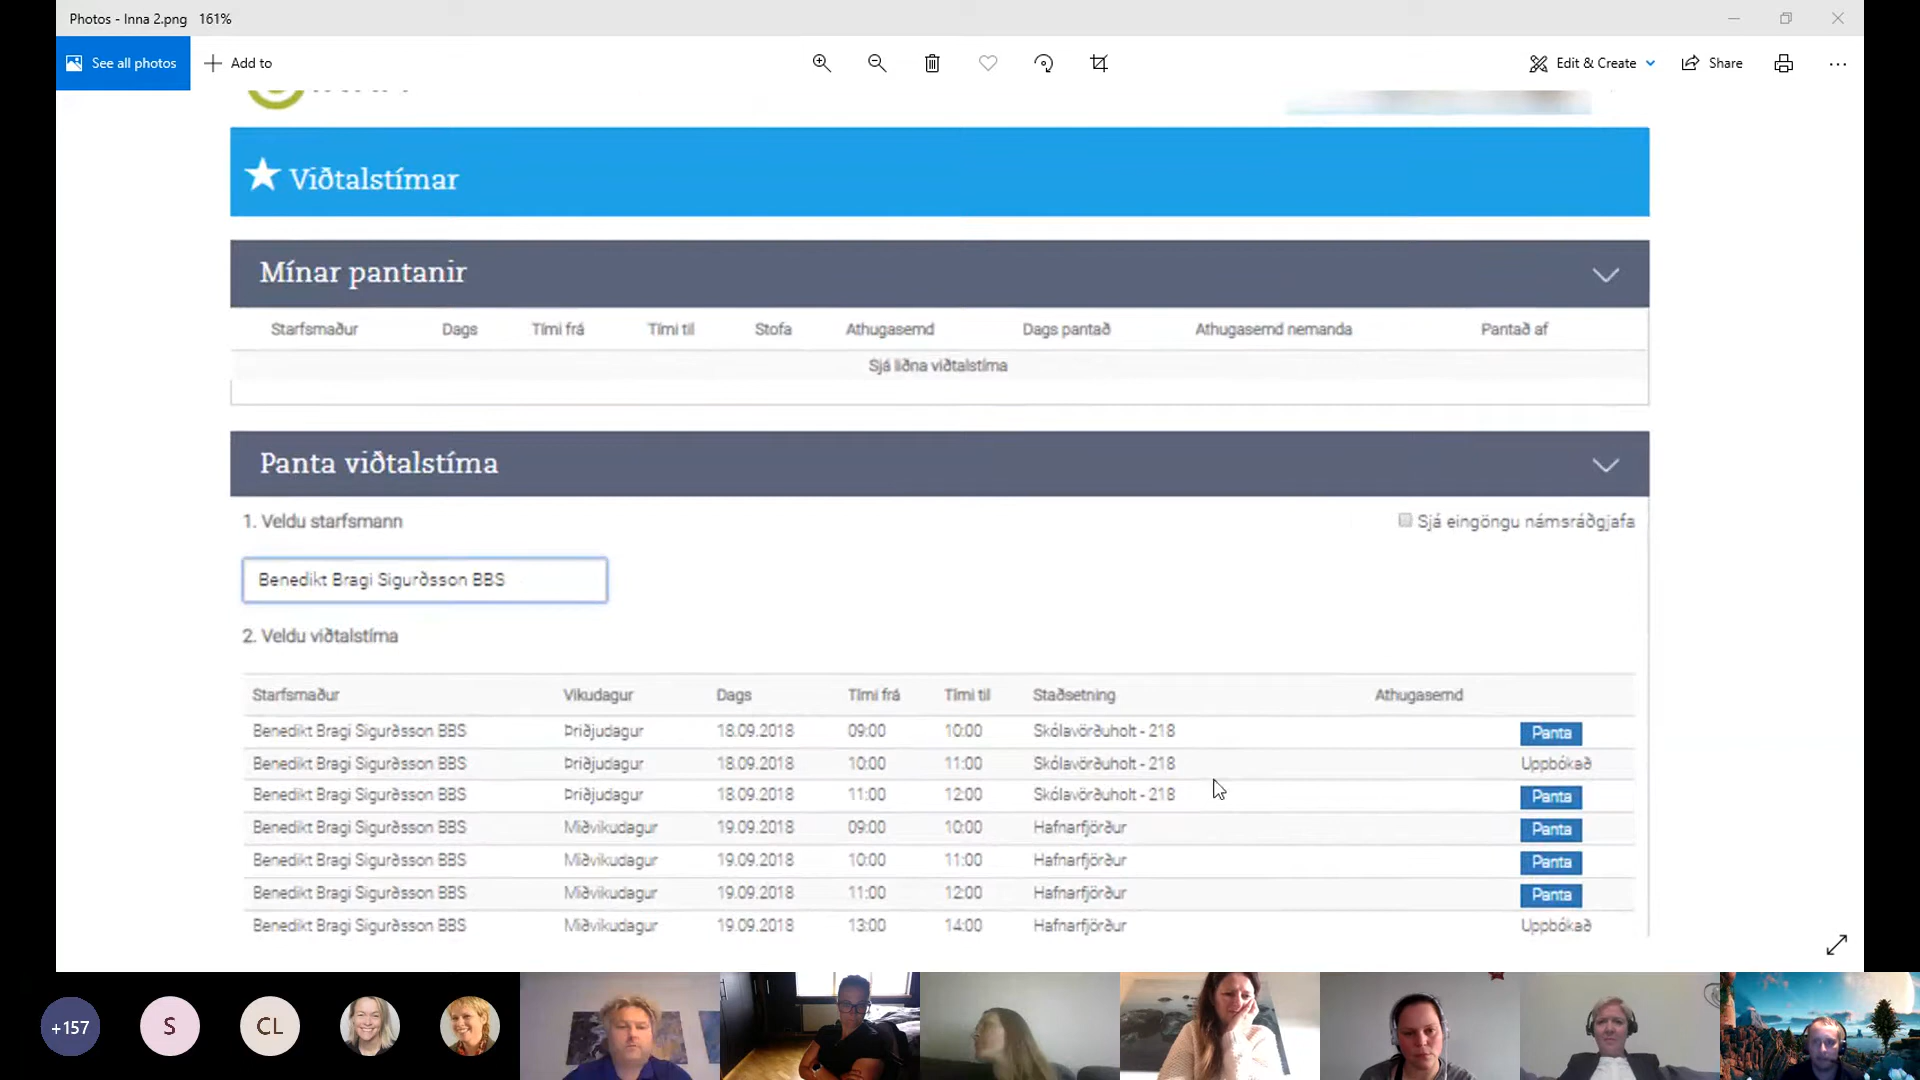 Photos - Inna 2.png 161%
See all photos
Add to
Edit & Create
Share
Viðtalstímar
Mínar pantanir
Starfsmaður Dags Tími frá Tími til Stofa Athugasemd Dags pantað Athugasemd nemanda Pantað af
Sjá liðna viðtalstíma
Panta viðtalstíma
1. Veldu starfsmann
Sjá eingöngu námsráðgjafa
Benedikt Bragi Sigurðsson BBS
2. Veldu viðtalstíma
Starfsmaður Vikudagur Dags Tími frá Tími til Staðsetning Athugasemd
Benedikt Bragi Sigurðsson BBS Þriðjudagur 18.09.2018 09:00 10:00 Skólavörðuholt - 218 Panta
Benedikt Bragi Sigurðsson BBS Þriðjudagur 18.09.2018 10:00 11:00 Skólavörðuholt - 218 Uppbókað
Benedikt Bragi Sigurðsson BBS Þriðjudagur 18.09.2018 11:00 12:00 Skólavörðuholt - 218 Panta
Benedikt Bragi Sigurðsson BBS Miðvikudagur 19.09.2018 09:00 10:00 Hafnarfjörður Panta
Benedikt Bragi Sigurðsson BBS Miðvikudagur 19.09.2018 10:00 11:00 Hafnarfjörður Panta
Benedikt Bragi Sigurðsson BBS Miðvikudagur 19.09.2018 11:00 12:00 Hafnarfjörður Panta
Benedikt Bragi Sigurðsson BBS Miðvikudagur 19.09.2018 13:00 14:00 Hafnarfjörður Uppbókað
+157 S CL